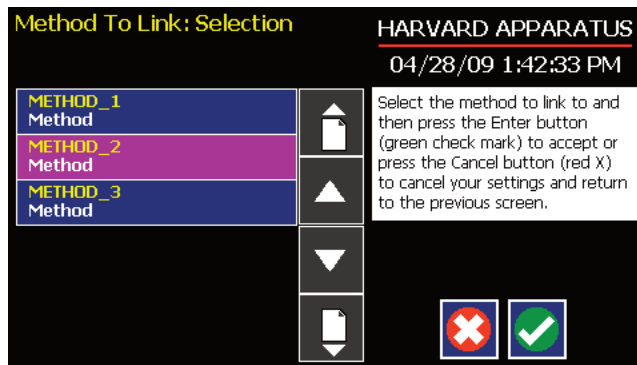 Method To Link: Selection
HARVARD APPARATUS
04/28/09 1:42:33 PM
METHOD_1
Method
METHOD_2
Method
METHOD_3
Method
Select the method to link to and
then press the Enter button
(green check mark) to accept or
press the Cancel button (red X)
to cancel your settings and return
to the previous screen.